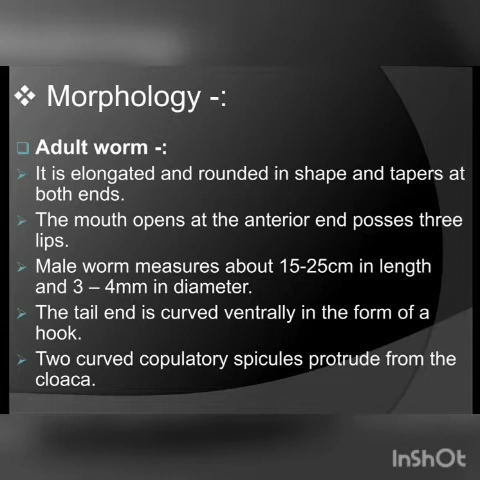 ❖ Morphology -:
❑ Adult worm -:
➢ It is elongated and rounded in shape and tapers at
both ends.
➢ The mouth opens at the anterior end posses three
lips.
➢ Male worm measures about 15-25cm in length
and 3 – 4mm in diameter.
➢ The tail end is curved ventrally in the form of a
hook.
➢ Two curved copulatory spicules protrude from the
cloaca.
InShOt